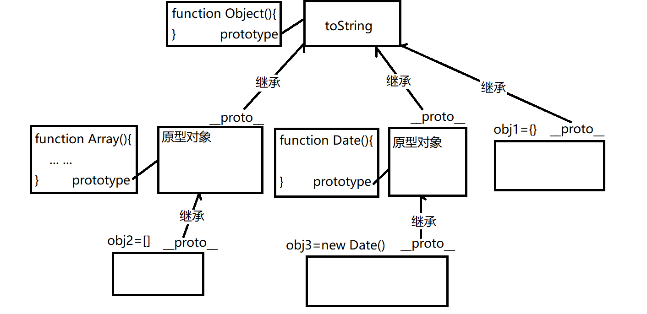 function Object(){
} prototype
toString
继承
继承
继承
__proto__
__proto__
obj1={} __proto__
function Array(){
... ...
} prototype
原型对象
function Date(){
} prototype
原型对象
继承
继承
obj2=[] __proto__
obj3=new Date() __proto__